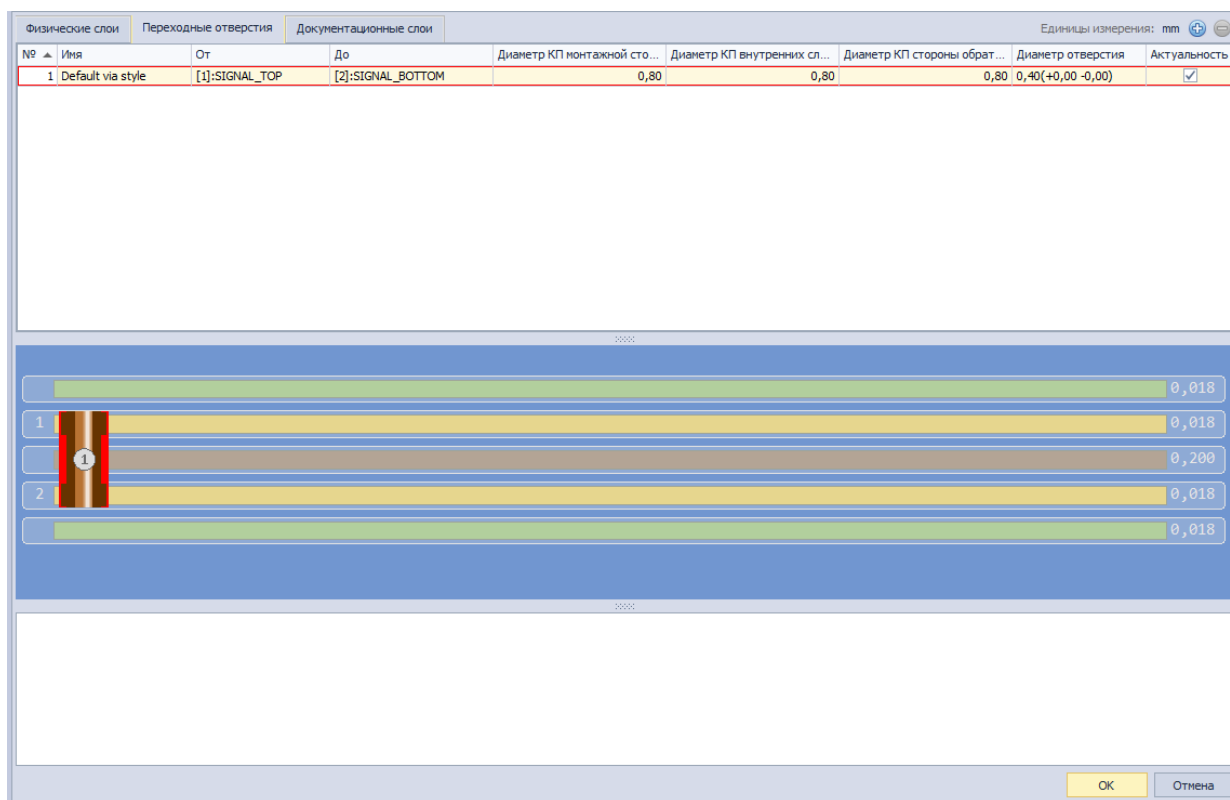 Физические слои Переходные отверстия Документационные слои Единицы измерения: mm
№ Имя От До Диаметр КП монтажной сто... Диаметр КП внутренних сл... Диаметр КП стороны обрат... Диаметр отверстия Актуальность
1 Default via style [1]:SIGNAL_TOP [2]:SIGNAL_BOTTOM 0,80 0,80 0,80 0,40(+0,00 -0,00)
0,018
1 0,018
1 0,200
2 0,018
0,018
OK Отмена